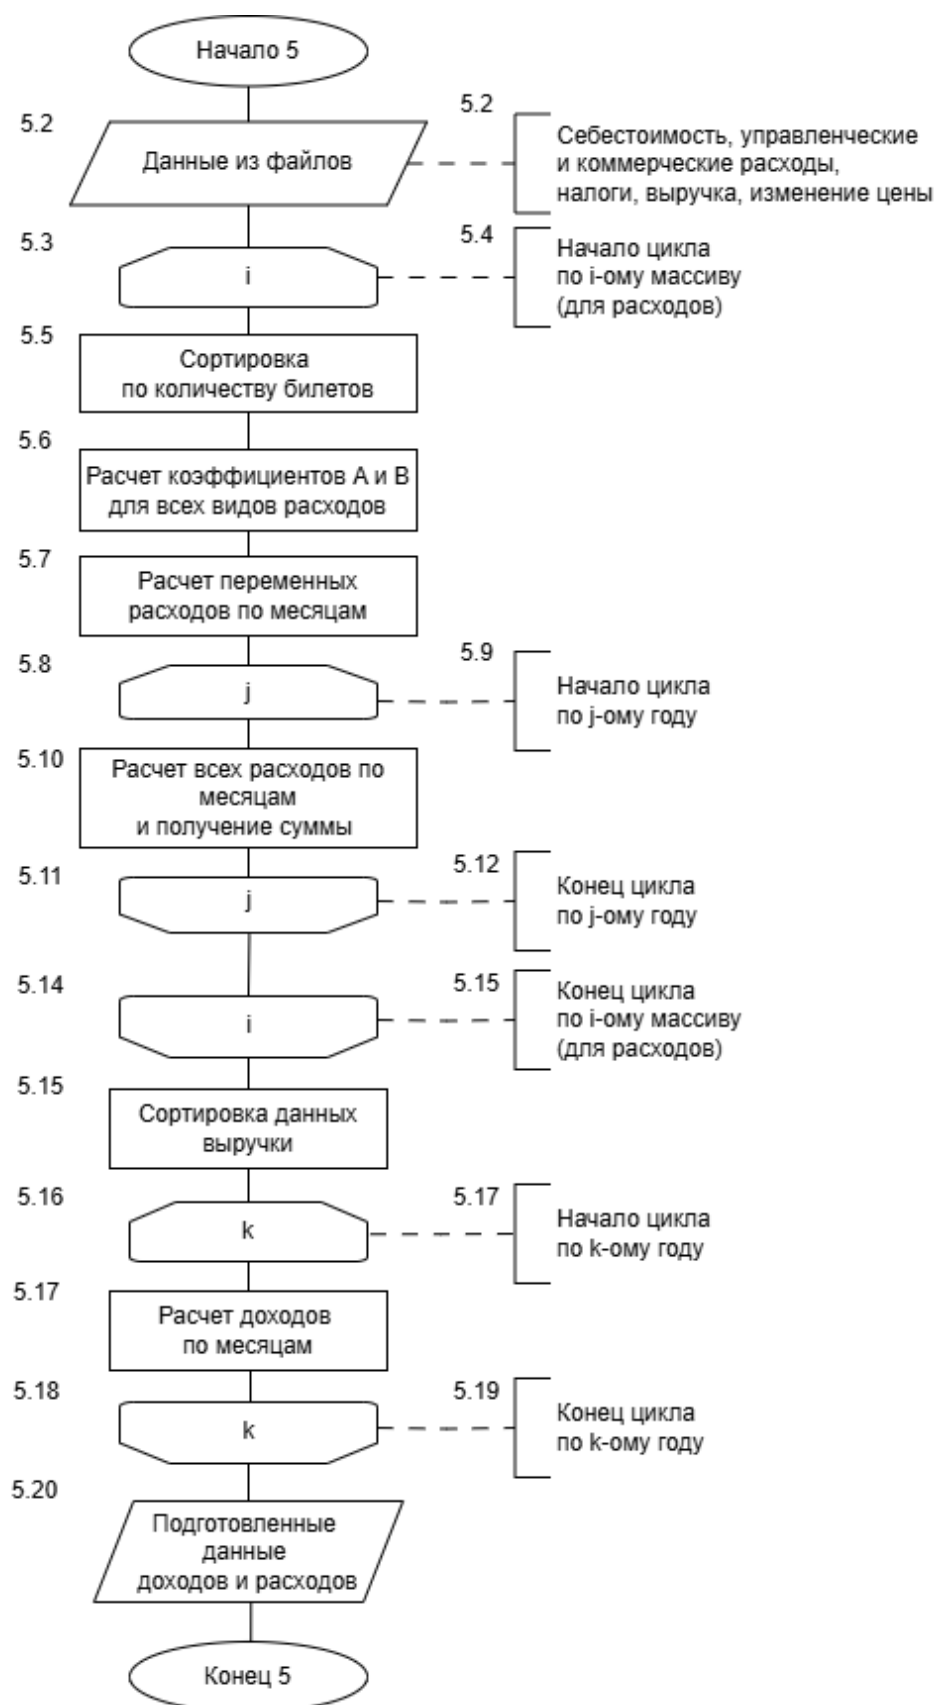 Начало 5
5.2
Данные из файлов
5.2
Себестоимость, управленческие
и коммерческие расходы,
налоги, выручка, изменение цены
5.3
i
5.4
Начало цикла
по i-ому массиву
(для расходов)
5.5
Сортировка
по количеству билетов
5.6
Расчет коэффициентов А и В
для всех видов расходов
5.7
Расчет переменных
расходов по месяцам
5.8
j
5.9
Начало цикла
по j-ому году
5.10
Расчет всех расходов по
месяцам
и получение суммы
5.11
j
5.12
Конец цикла
по j-ому году
5.14
i
5.15
Конец цикла
по i-ому массиву
(для расходов)
5.15
Сортировка данных
выручки
5.16
k
5.17
Начало цикла
по k-ому году
5.17
Расчет доходов
по месяцам
5.18
k
5.19
Конец цикла
по k-ому году
5.20
Подготовленные
данные
доходов и расходов
Конец 5